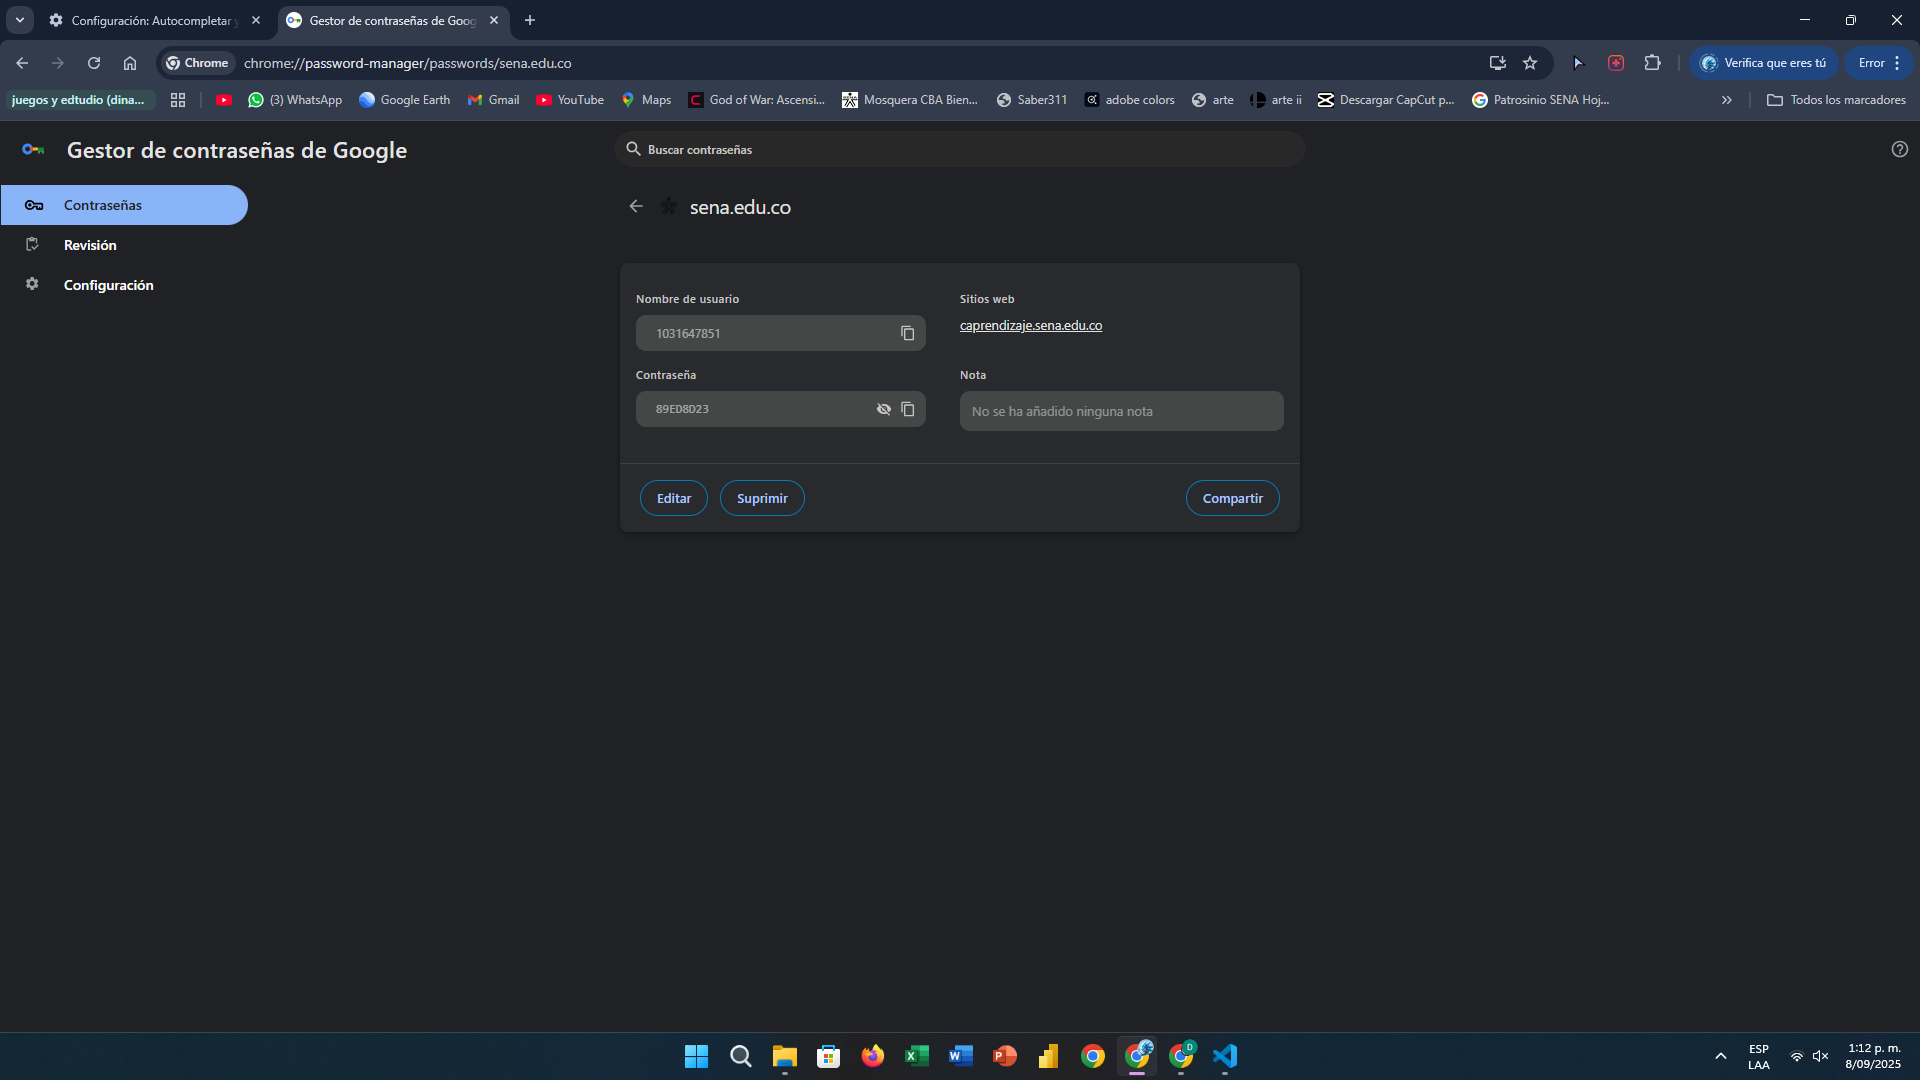 Configuración: Autocompletar y
Gestor de contraseñas de Goog
Chrome
chrome://password-manager/passwords/sena.edu.co
Verifica que eres tú
Error
juegos y edtudio (dina...
(3) WhatsApp
Google Earth
Gmail
YouTube
Maps
God of War: Ascensi...
Mosquera CBA Bien...
Saber311
adobe colors
arte
arte ii
Descargar CapCut p...
Patrosinio SENA Hoj...
Todos los marcadores
Gestor de contraseñas de Google
Buscar contraseñas
Contraseñas
Revisión
Configuración
sena.edu.co
Nombre de usuario
1031647851
Sitios web
caprendizaje.sena.edu.co
Contraseña
89ED8D23
Nota
No se ha añadido ninguna nota
Editar
Suprimir
Compartir
ESP
LAA
1:12 p. m.
8/09/2025